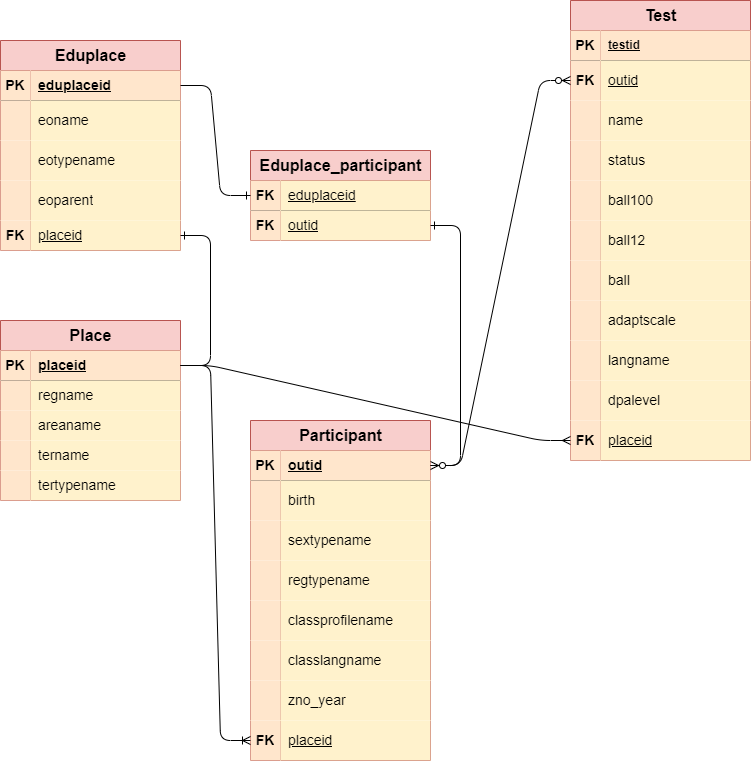 Eduplace
PK eduplaceid
eoname
eotypename
eoparent
FK placeid
Place
PK placeid
regname
areaname
tername
tertypename
Eduplace_participant
FK eduplaceid
FK outid
Participant
PK outid
birth
sextypename
regtypename
classprofilename
classlangname
zno_year
FK placeid
Test
PK testid
FK outid
name
status
ball100
ball12
ball
adaptscale
langname
dpalevel
FK placeid